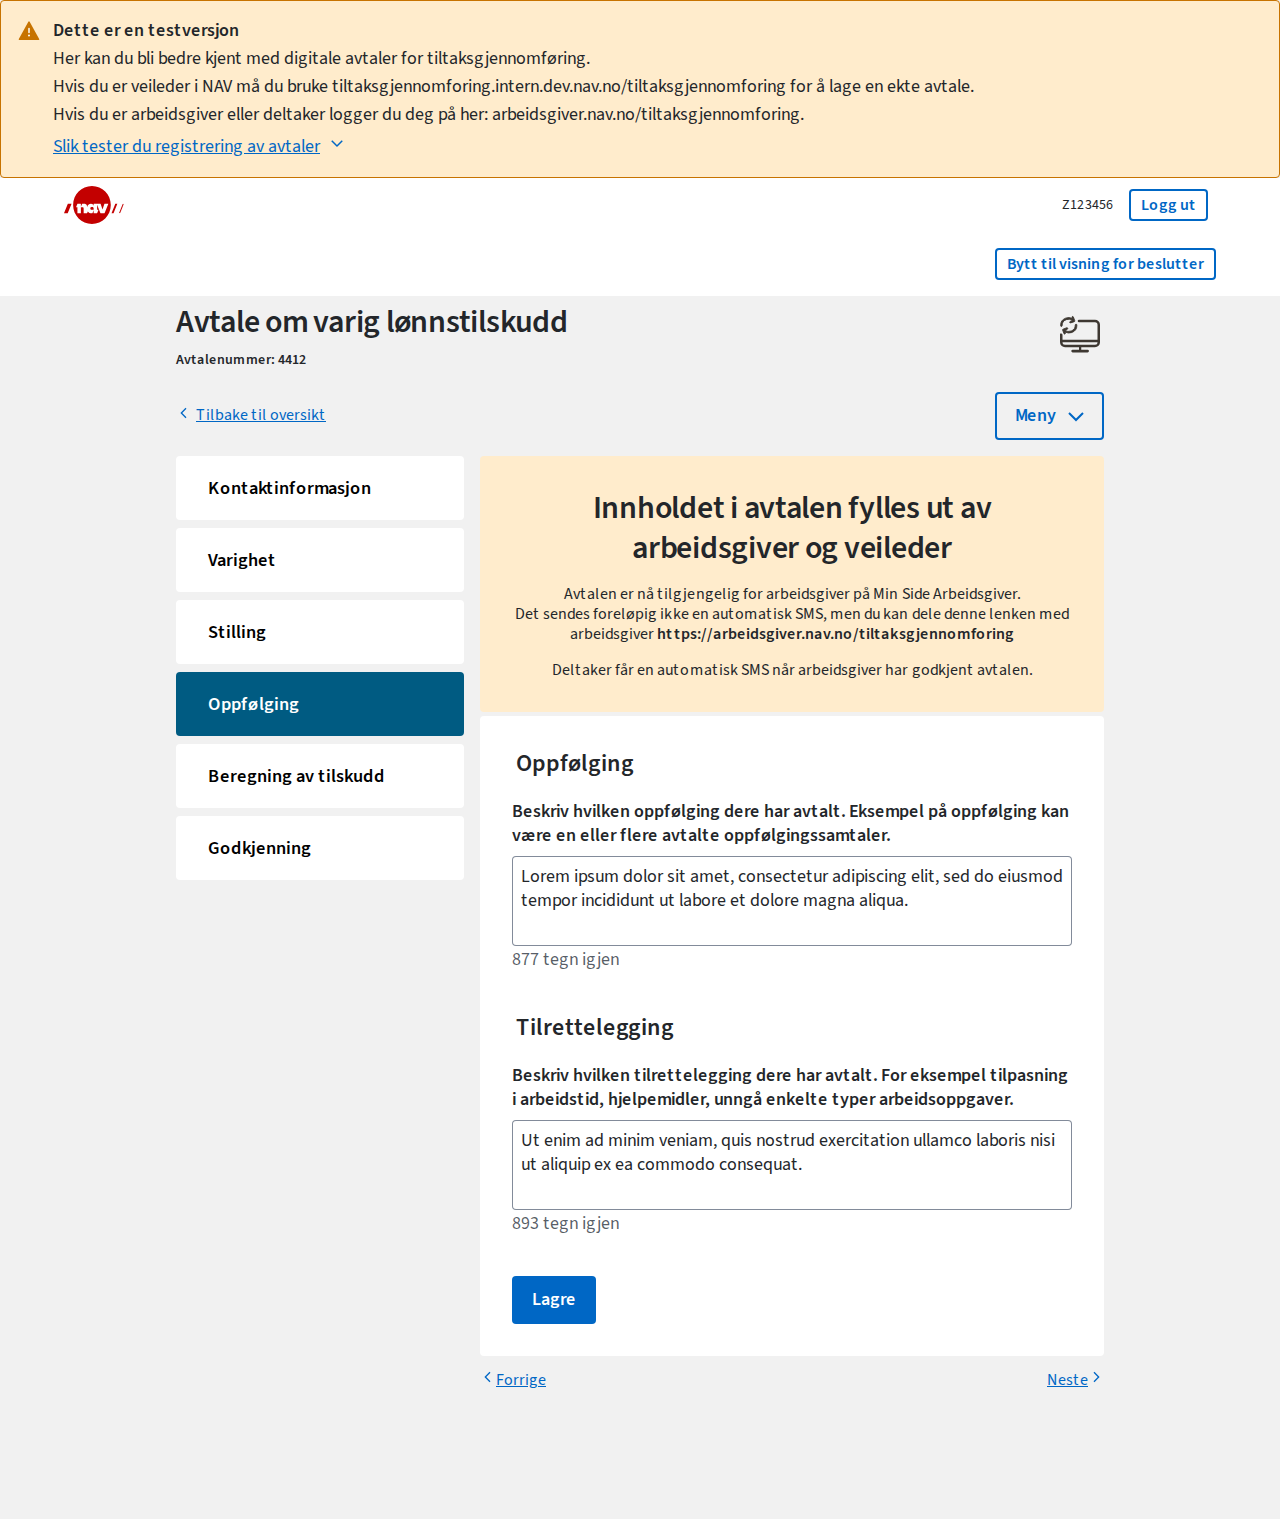 Dette er en testversjon
Her kan du bli bedre kjent med digitale avtaler for tiltaksgjennomføring.
Hvis du er veileder i NAV må du bruke tiltaksgjennomforing.intern.dev.nav.no/tiltaksgjennomforing for å lage en ekte avtale.
Hvis du er arbeidsgiver eller deltaker logger du deg på her: arbeidsgiver.nav.no/tiltaksgjennomforing.
Slik tester du registrering av avtaler
nav
Z123456
Logg ut
Bytt til visning for beslutter
Avtale om varig lønnstilskudd
Avtalenummer: 4412
Tilbake til oversikt
Meny
Kontaktinformasjon
Varighet
Stilling
Oppfølging
Beregning av tilskudd
Godkjenning
Innholdet i avtalen fylles ut av
arbeidsgiver og veileder
Avtalen er nå tilgjengelig for arbeidsgiver på Min Side Arbeidsgiver.
Det sendes foreløpig ikke en automatisk SMS, men du kan dele denne lenken med
arbeidsgiver https://arbeidsgiver.nav.no/tiltaksgjennomforing
Deltaker får en automatisk SMS når arbeidsgiver har godkjent avtalen.
Oppfølging
Beskriv hvilken oppfølging dere har avtalt. Eksempel på oppfølging kan
være en eller flere avtalte oppfølgingssamtaler.
Lorem ipsum dolor sit amet, consectetur adipiscing elit, sed do eiusmod
tempor incididunt ut labore et dolore magna aliqua.
877 tegn igjen
Tilrettelegging
Beskriv hvilken tilrettelegging dere har avtalt. For eksempel tilpasning
i arbeidstid, hjelpemidler, unngå enkelte typer arbeidsoppgaver.
Ut enim ad minim veniam, quis nostrud exercitation ullamco laboris nisi
ut aliquip ex ea commodo consequat.
893 tegn igjen
Lagre
Forrige
Neste